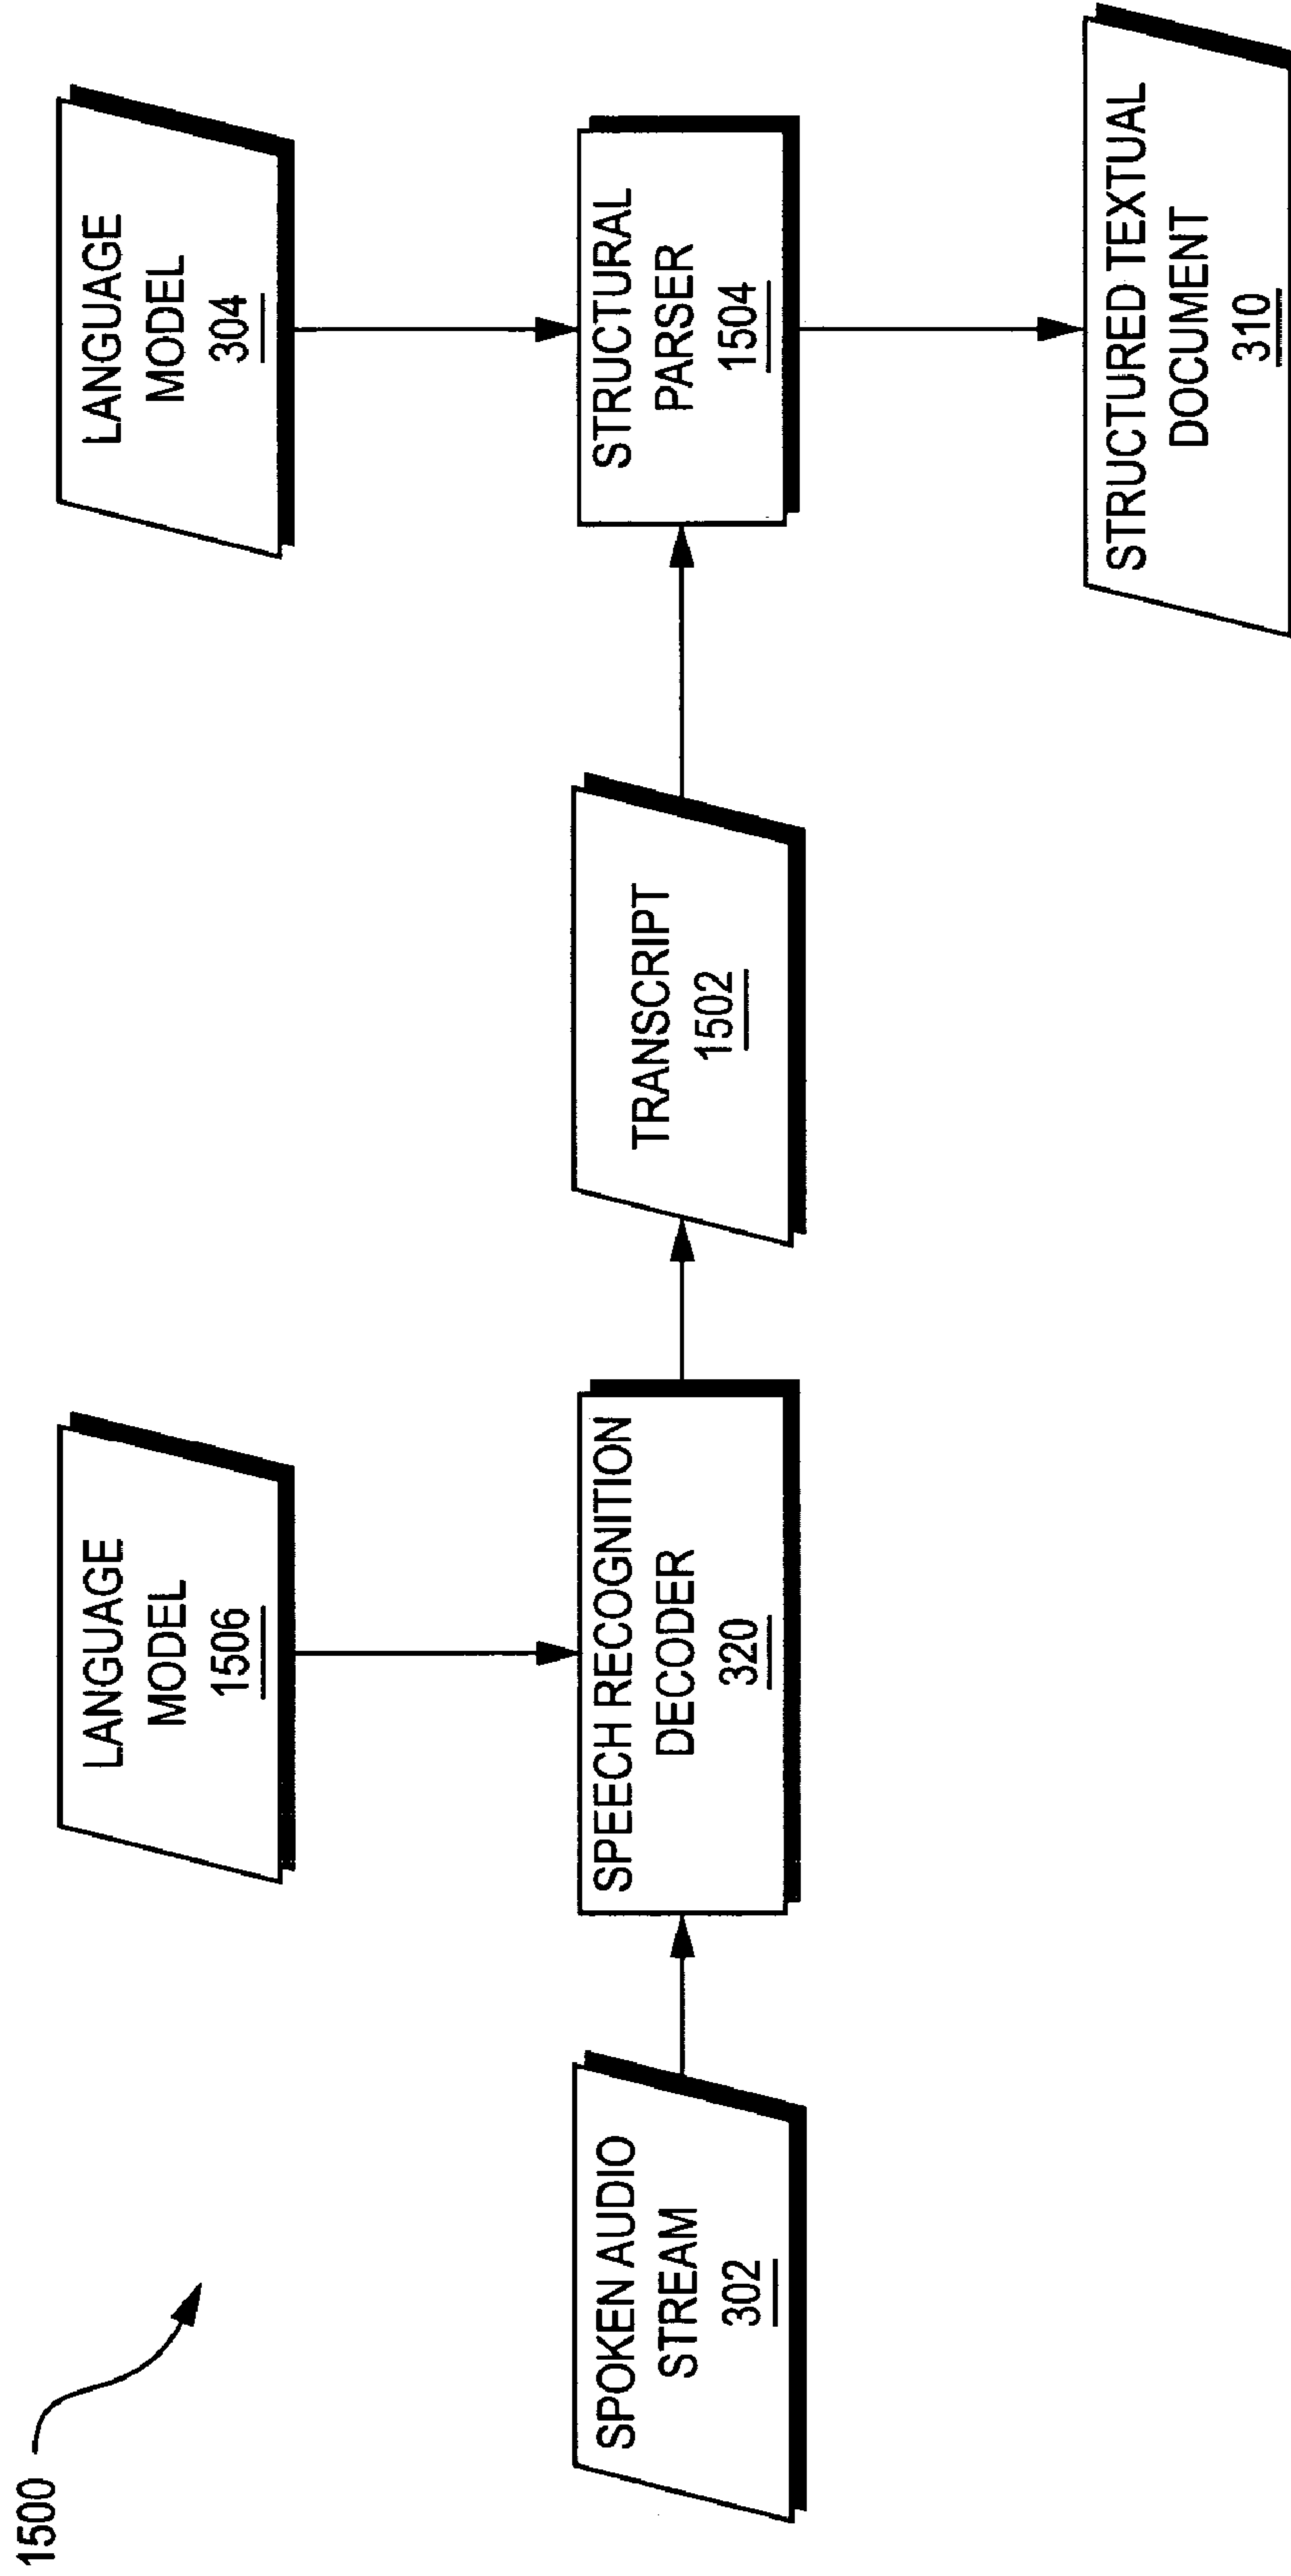 1500
LANGUAGE
MODEL
1506
LANGUAGE
MODEL
304
SPOKEN AUDIO
STREAM
302
SPEECH RECOGNITION
DECODER
320
TRANSCRIPT
1502
STRUCTURAL
PARSER
1504
STRUCTURED TEXTUAL
DOCUMENT
310